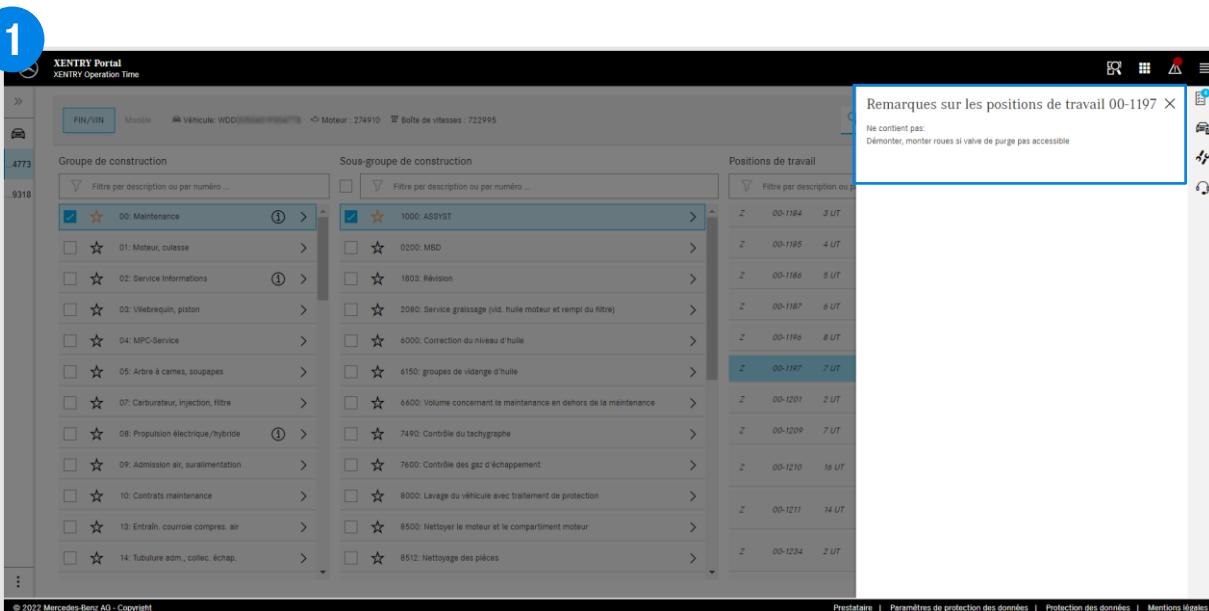 1
XENTRY Portal
XENTRY Operation Time
FIN/VIN Modèle Véhicule: WDD Moteur : 274910 Boîte de vitesses : 722995
Remarques sur les positions de travail 00-1197
Ne contient pas:
Démonter, monter roues si valve de purge pas accessible
...4773
...9318
Groupe de construction
Filtre par description ou par numéro ...
00: Maintenance
01: Moteur, culasse
02: Service Informations
03: Vilebrequin, piston
04: MPC-Service
05: Arbre à cames, soupapes
07: Carburateur, injection, filtre
08: Propulsion électrique/hybride
09: Admission air, suralimentation
10: Contrats maintenance
13: Entraîn. courroie compres. air
14: Tubulure adm., collec. échap.
Sous-groupe de construction
Filtre par description ou par numéro ...
1000: ASSYST
0200: MBD
1803: Révision
2080: Service graissage (vid. huile moteur et rempl du filtre)
6000: Correction du niveau d'huile
6150: groupes de vidange d'huile
6600: Volume concernant la maintenance en dehors de la maintenance
7490: Contrôle du tachygraphe
7600: Contrôle des gaz d'échappement
8000: Lavage du véhicule avec traitement de protection
8500: Nettoyer le moteur et le compartiment moteur
8512: Nettoyage des pièces
Positions de travail
Filtre par description ou p
Z 00-1184 3 UT
Z 00-1185 4 UT
Z 00-1186 5 UT
Z 00-1187 6 UT
Z 00-1196 8 UT
Z 00-1197 7 UT
Z 00-1201 2 UT
Z 00-1209 7 UT
Z 00-1210 16 UT
Z 00-1211 14 UT
Z 00-1234 2 UT
© 2022 Mercedes-Benz AG - Copyright
Prestataire | Paramètres de protection des données | Protection des données | Mentions légales